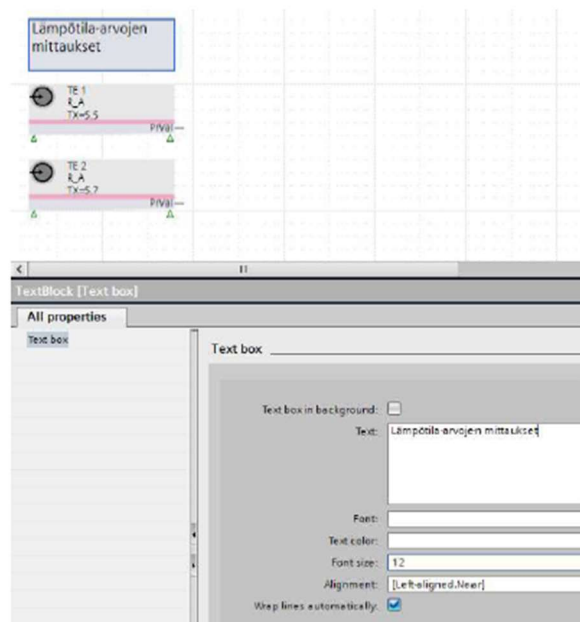 Lämpötila-arvojen
mittaukset
TE 1
R_A
TX=5.5
PrVal
TE 2
R_A
TX=5.7
PrVal
TextBlock [Text box]
All properties
Text box
Text box
Text box in background:
Text: Lämpötila-arvojen mittaukset
Font:
Text color:
Font size: 12
Alignment: [Left-aligned.Near]
Wrap lines automatically: